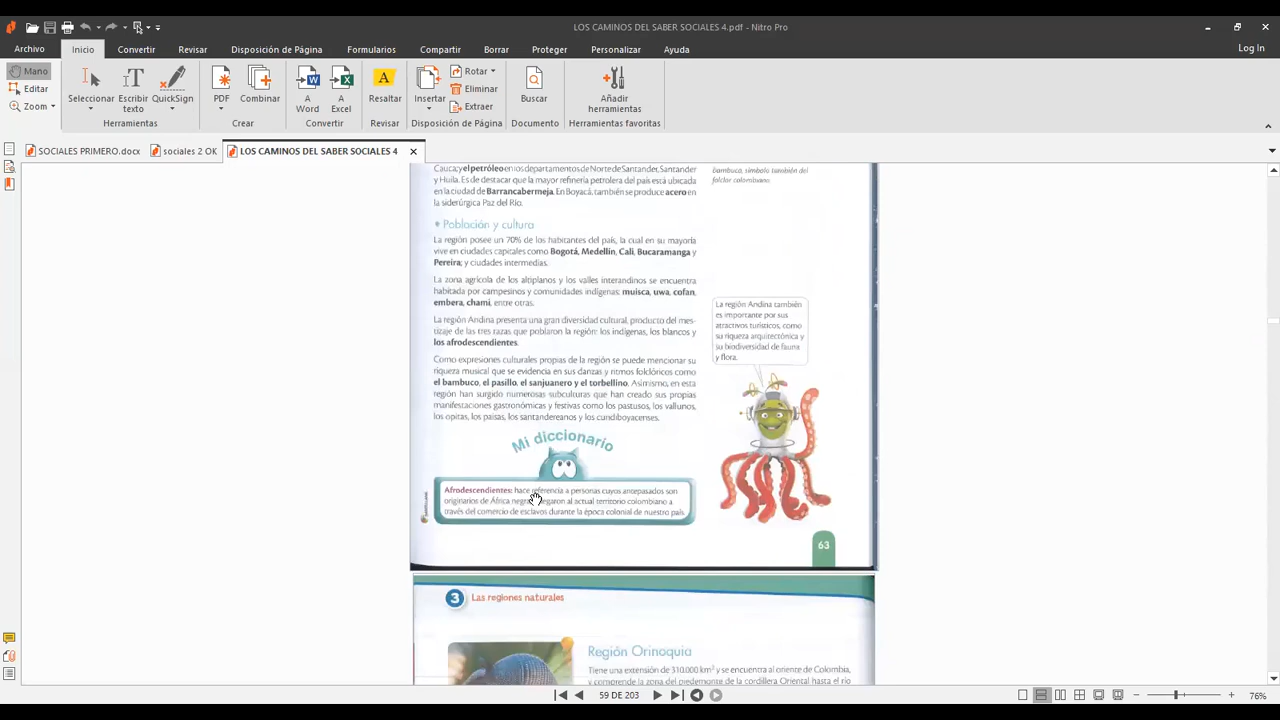 LOS CAMINOS DEL SABER SOCIALES 4.pdf - Nitro Pro
Archivo Inicio Convertir Revisar Disposición de Página Formularios Compartir Borrar Proteger Personalizar Ayuda Log In
Mano
Editar
Zoom
Seleccionar
Escribir texto
QuickSign
Herramientas
PDF
Combinar
Crear
A Word
A Excel
Convertir
Resaltar
Revisar
Insertar
Rotar
Eliminar
Extraer
Disposición de Página
Buscar
Documento
Añadir herramientas
Herramientas favoritas
SOCIALES PRIMERO.docx
sociales 2 OK
LOS CAMINOS DEL SABER SOCIALES 4
Cauca; y el petróleo en los departamentos de Norte de Santander, Santander
y Huila. Es de destacar que la mayor refinería petrolera del país está ubicada
en la ciudad de Barrancabermeja. En Boyacá, también se produce acero en
la siderúrgica Paz del Río.
bambuco, símbolo también del
folclor colombiano.
* Población y cultura
La región posee un 70% de los habitantes del país, la cual en su mayoría
vive en ciudades capitales como Bogotá, Medellín, Cali, Bucaramanga y
Pereira; y ciudades intermedias.
La zona agrícola de los altiplanos y los valles interandinos se encuentra
habitada por campesinos y comunidades indígenas: muisca, uwa, cofan,
embera, chamí, entre otras.
La región Andina presenta una gran diversidad cultural, producto del mes-
tizaje de las tres razas que poblaron la región: los indígenas, los blancos y
los afrodescendientes.
Como expresiones culturales propias de la región se puede mencionar su
riqueza musical que se evidencia en sus danzas y ritmos folclóricos como
el bambuco, el pasillo, el sanjuanero y el torbellino. Asimismo, en esta
región han surgido numerosas subculturas que han creado sus propias
manifestaciones gastronómicas y festivas como los pastusos, los vallunos,
los opitas, los paisas, los santandereanos y los cundiboyacenses.
La región Andina también
es importante por sus
atractivos turísticos, como
su riqueza arquitectónica y
su biodiversidad de fauna
y flora.
Mi diccionario
Afrodescendientes: hace referencia a personas cuyos antepasados son
originarios de África negra llegaron al actual territorio colombiano a
través del comercio de esclavos durante la época colonial de nuestro país.
63
3 Las regiones naturales
Región Orinoquia
Tiene una extensión de 310.000 km² y se encuentra al oriente de Colombia,
y comprende la zona del piedemonte de la cordillera Oriental hasta el río
59 DE 203
76%